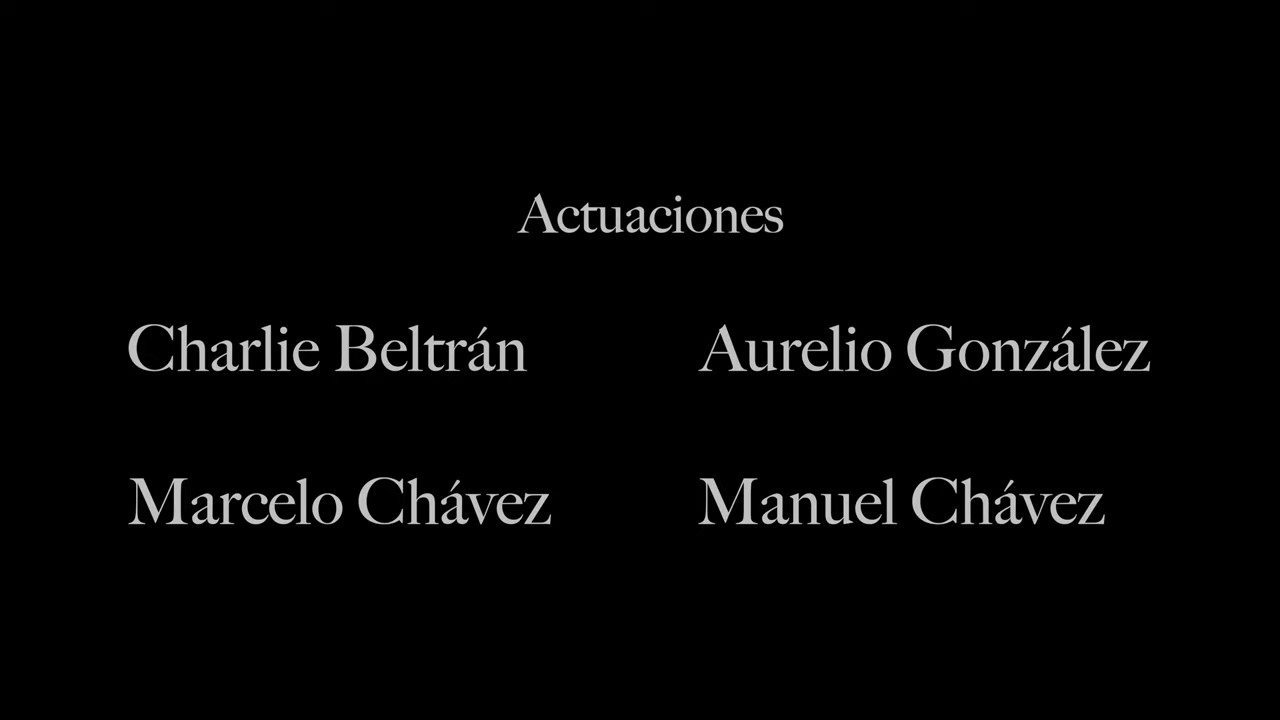 Actuaciones
Charlie Beltrán Aurelio González
Marcelo Chávez Manuel Chávez